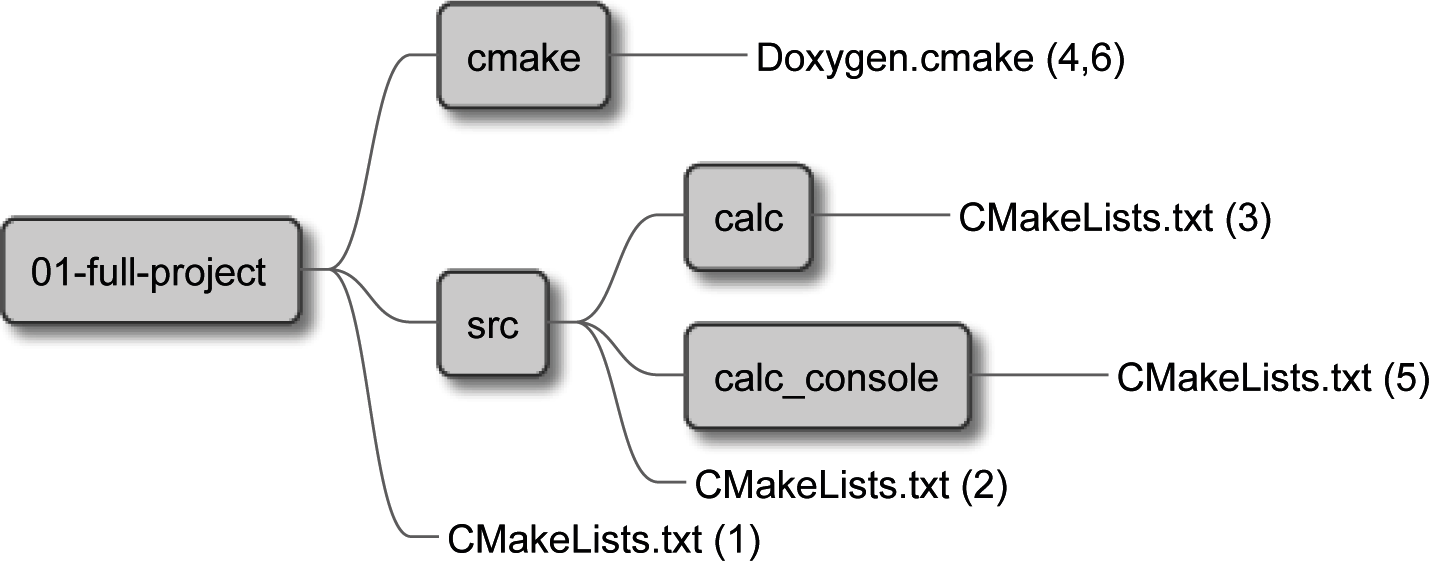 cmake
Doxygen.cmake (4,6)
calc
CMakeLists.txt (3)
01-full-project
src
calc_console
CMakeLists.txt (5)
CMakeLists.txt (2)
CMakeLists.txt (1)